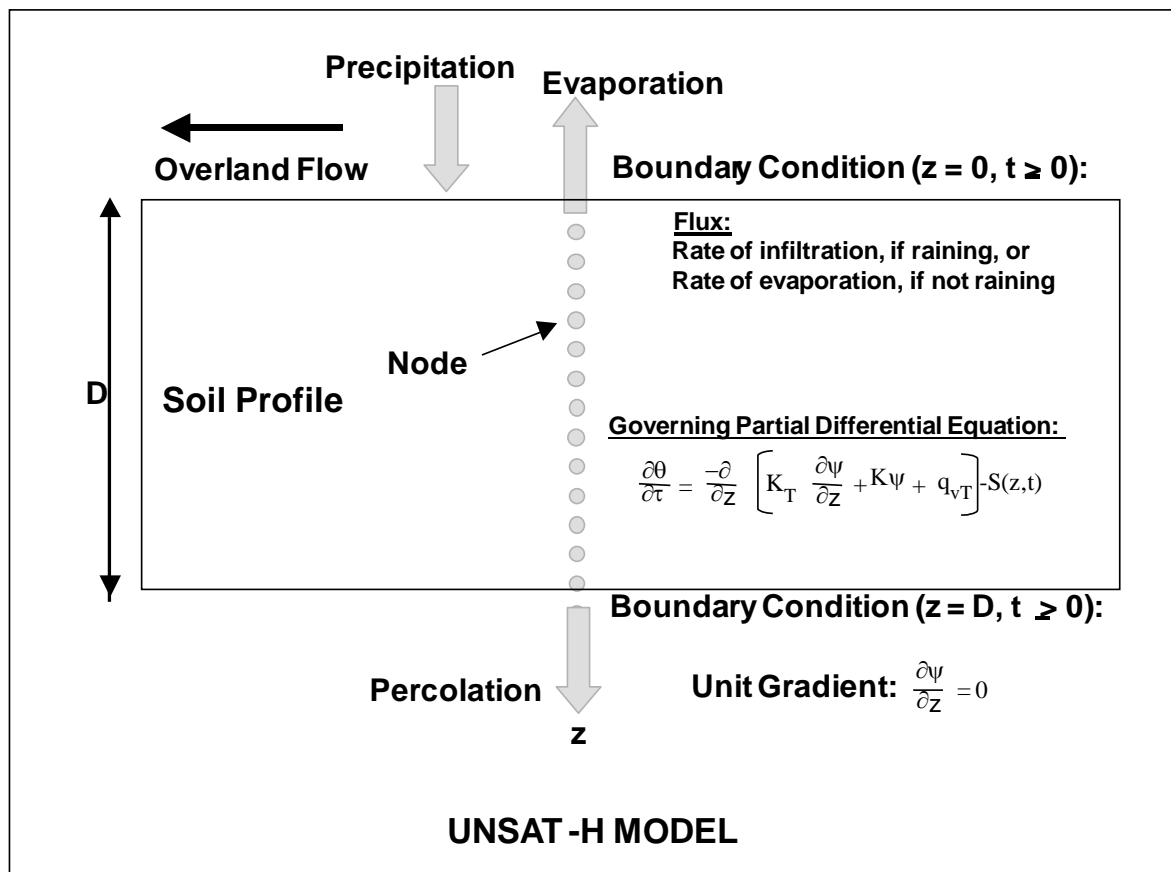 Precipitation
Evaporation
Overland Flow
Boundary Condition (z = 0, t ≥ 0):
Flux:
Rate of infiltration, if raining, or
Rate of evaporation, if not raining
Node
D
Soil Profile
Governing Partial Differential Equation:
∂θ/∂τ = -∂/∂z [K_T ∂ψ/∂z + Kψ + q_vT] -S(z,t)
Boundary Condition (z = D, t ≥ 0):
Percolation
Unit Gradient: ∂ψ/∂z = 0
z
UNSAT -H MODEL